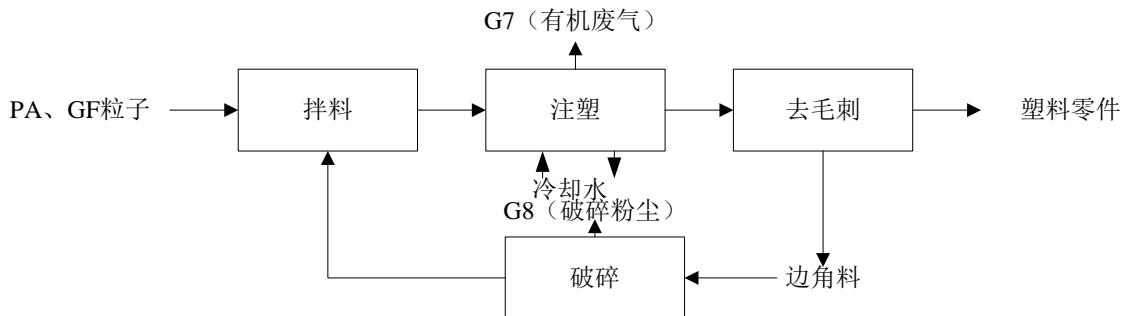 G7（有机废气）
PA、GF粒子
拌料
注塑
去毛刺
塑料零件
冷却水
G8（破碎粉尘）
破碎
边角料